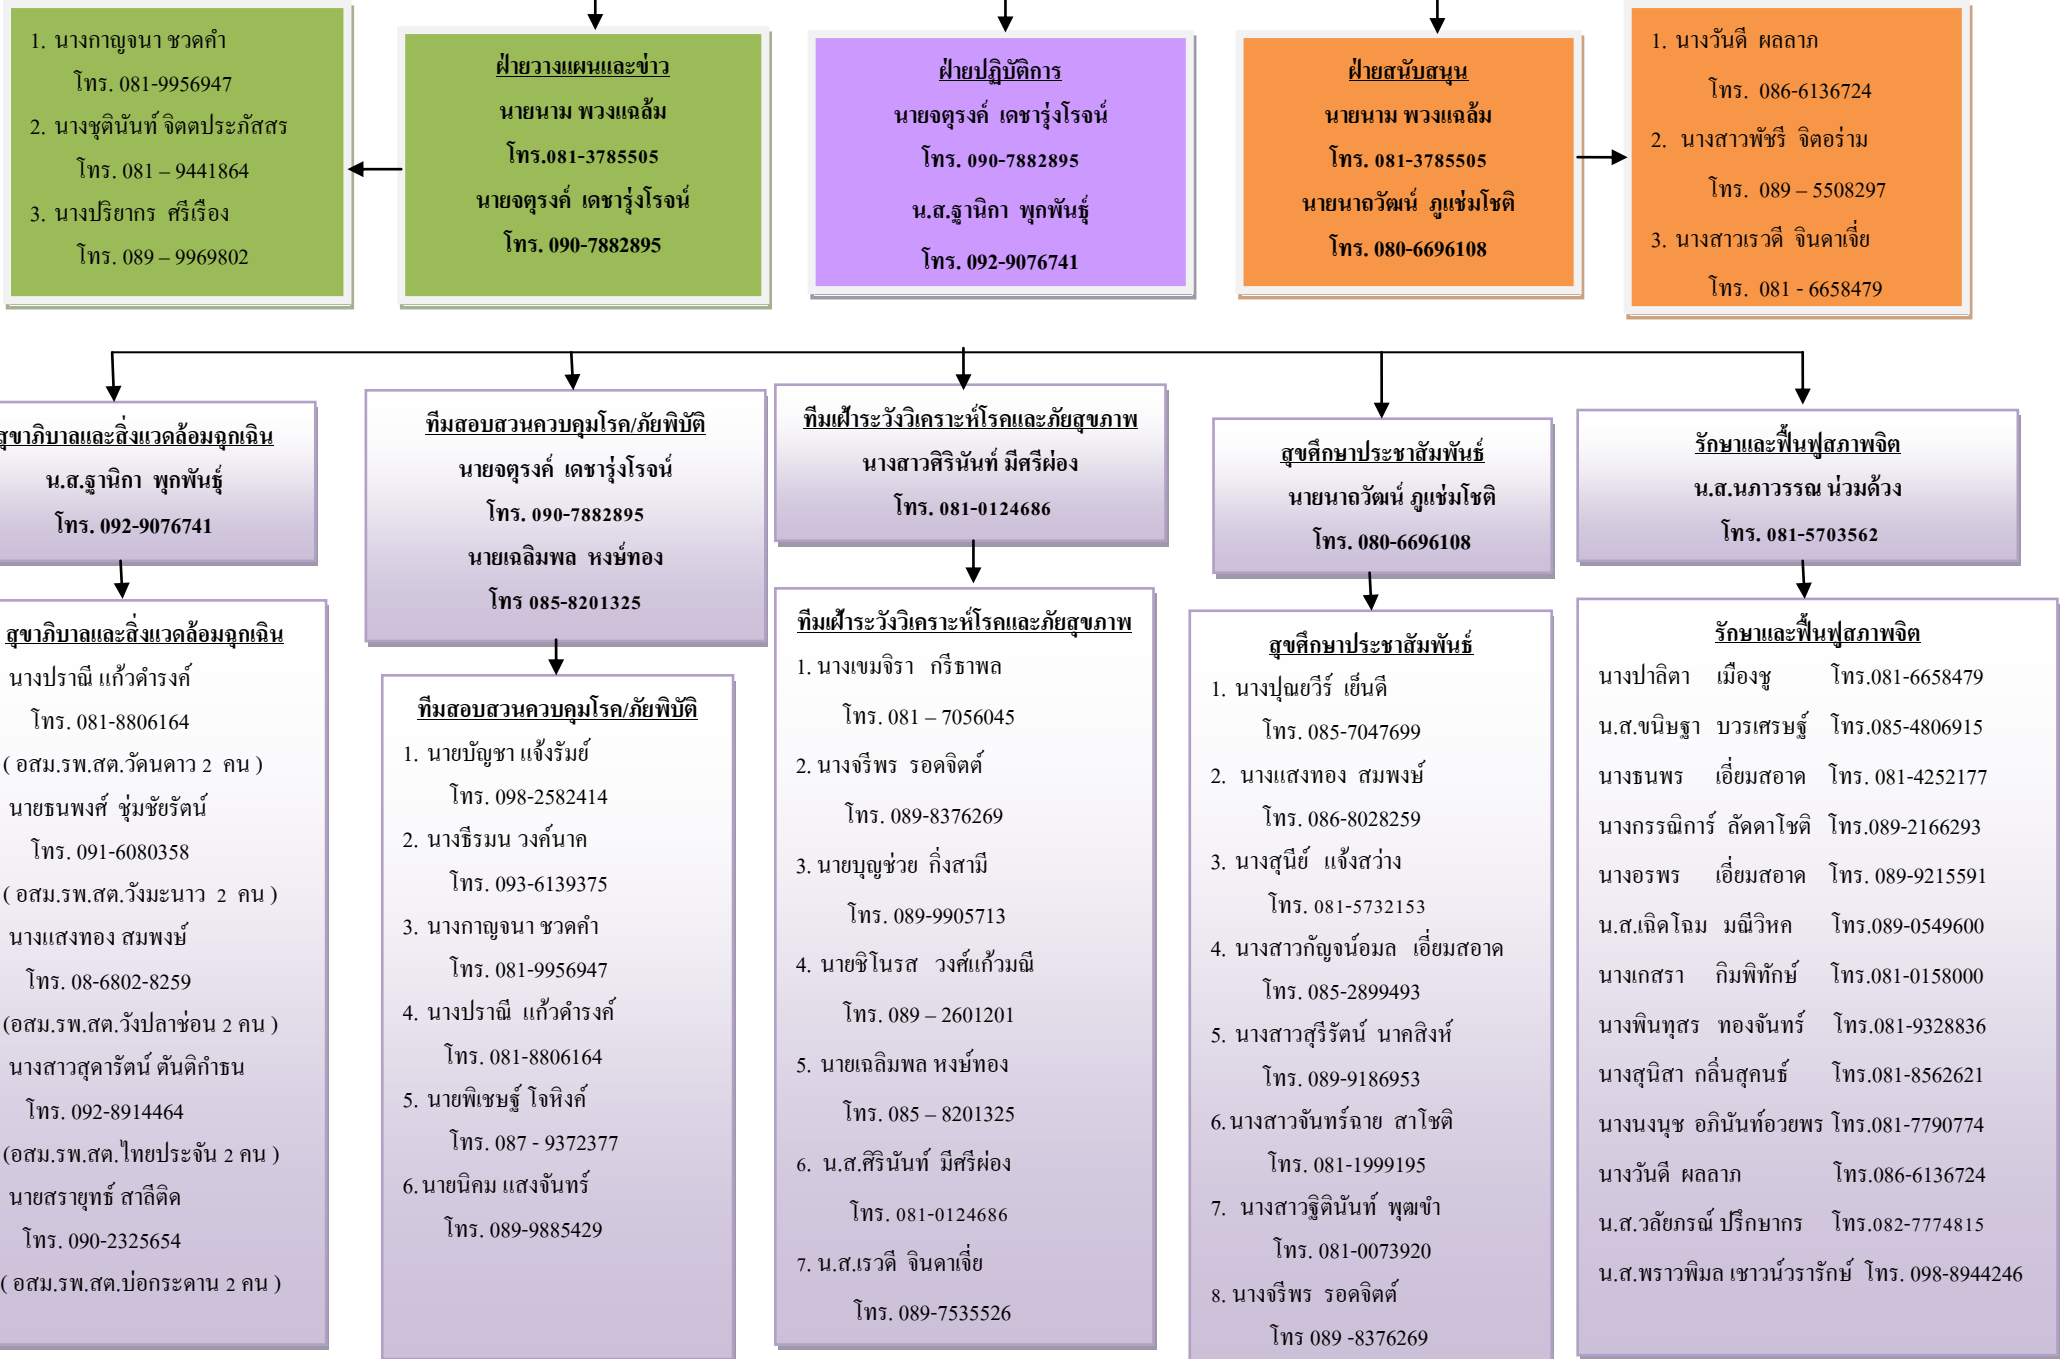 1. นางกาญจนา ชวดคำ
โทร. 081-9956947
2. นางชุตินันท์ จิตตประภัสสร
โทร. 081 – 9441864
3. นางปริยากร ศรีเรือง
โทร. 089 – 9969802
ฝ่ายวางแผนและข่าว
นายนาม พวงแฉล้ม
โทร.081-3785505
นายจตุรงค์ เดชารุ่งโรจน์
โทร. 090-7882895
ฝ่ายปฏิบัติการ
นายจตุรงค์ เดชารุ่งโรจน์
โทร. 090-7882895
น.ส.ฐานิกา พุกพันธุ์
โทร. 092-9076741
ฝ่ายสนับสนุน
นายนาม พวงแฉล้ม
โทร. 081-3785505
นายนาถวัฒน์ ภูแช่มโชติ
โทร. 080-6696108
1. นางวันดี ผลลาภ
โทร. 086-6136724
2. นางสาวพัชรี จิตอร่าม
โทร. 089 – 5508297
3. นางสาวเรวดี จินดาเจี่ย
โทร. 081 - 6658479
สุขาภิบาลและสิ่งแวดล้อมฉุกเฉิน
น.ส.ฐานิกา พุกพันธุ์
โทร. 092-9076741
ทีมสอบสวนควบคุมโรค/ภัยพิบัติ
นายจตุรงค์ เดชารุ่งโรจน์
โทร. 090-7882895
นายเฉลิมพล หงษ์ทอง
โทร 085-8201325
ทีมเฝ้าระวังวิเคราะห์โรคและภัยสุขภาพ
นางสาวศิรินันท์ มีศรีผ่อง
โทร. 081-0124686
สุขศึกษาประชาสัมพันธ์
นายนาถวัฒน์ ภูแช่มโชติ
โทร. 080-6696108
รักษาและฟื้นฟูสภาพจิต
น.ส.นภาวรรณ น่วมด้วง
โทร. 081-5703562
สุขาภิบาลและสิ่งแวดล้อมฉุกเฉิน
นางปราณี แก้วดำรงค์
โทร. 081-8806164
( อสม.รพ.สต.วัดนดาว 2 คน )
นายธนพงศ์ ชุ่มชัยรัตน์
โทร. 091-6080358
( อสม.รพ.สต.วังมะนาว 2 คน )
นางแสงทอง สมพงษ์
โทร. 08-6802-8259
(อสม.รพ.สต.วังปลาช่อน 2 คน )
นางสาวสุดารัตน์ ตันติกำธน
โทร. 092-8914464
(อสม.รพ.สต.ไทยประจัน 2 คน )
นายสรายุทธ์ สาลีติด
โทร. 090-2325654
( อสม.รพ.สต.บ่อกระดาน 2 คน )
ทีมสอบสวนควบคุมโรค/ภัยพิบัติ
1. นายบัญชา แจ้งรัมย์
โทร. 098-2582414
2. นางธีรมน วงค์นาค
โทร. 093-6139375
3. นางกาญจนา ชวดคำ
โทร. 081-9956947
4. นางปราณี แก้วดำรงค์
โทร. 081-8806164
5. นายพิเชษฐ์ โจหิงค์
โทร. 087 - 9372377
6. นายนิคม แสงจันทร์
โทร. 089-9885429
ทีมเฝ้าระวังวิเคราะห์โรคและภัยสุขภาพ
1. นางเขมจิรา กรีธาพล
โทร. 081 – 7056045
2. นางจรีพร รอดจิตต์
โทร. 089-8376269
3. นายบุญช่วย กิ่งสามี
โทร. 089-9905713
4. นายชิโนรส วงศ์แก้วมณี
โทร. 089 – 2601201
5. นายเฉลิมพล หงษ์ทอง
โทร. 085 – 8201325
6. น.ส.ศิรินันท์ มีศรีผ่อง
โทร. 081-0124686
7. น.ส.เรวดี จินดาเจี่ย
โทร. 089-7535526
สุขศึกษาประชาสัมพันธ์
1. นางปุณยวีร์ เย็นดี
โทร. 085-7047699
2. นางแสงทอง สมพงษ์
โทร. 086-8028259
3. นางสุนีย์ แจ้งสว่าง
โทร. 081-5732153
4. นางสาวกัญจน์อมล เอี่ยมสอาด
โทร. 085-2899493
5. นางสาวสุรีรัตน์ นาคสิงห์
โทร. 089-9186953
6. นางสาวจันทร์ฉาย สาโชติ
โทร. 081-1999195
7. นางสาวฐิตินันท์ พุฒขำ
โทร. 081-0073920
8. นางจรีพร รอดจิตต์
โทร 089 -8376269
รักษาและฟื้นฟูสภาพจิต
นางปาลิตา เมืองชู โทร.081-6658479
น.ส.ขนิษฐา บวรเศรษฐ์ โทร.085-4806915
นางธนพร เอี่ยมสอาด โทร. 081-4252177
นางกรรณิการ์ ลัดดาโชติ โทร.089-2166293
นางอรพร เอี่ยมสอาด โทร. 089-9215591
น.ส.เฉิดโฉม มณีวิหค โทร.089-0549600
นางเกสรา กิมพิทักษ์ โทร.081-0158000
นางพินทุสร ทองจันทร์ โทร.081-9328836
นางสุนิสา กลิ่นสุคนธ์ โทร.081-8562621
นางนงนุช อภินันท์อวยพร โทร.081-7790774
นางวันดี ผลลาภ โทร.086-6136724
น.ส.วลัยภรณ์ ปรึกษากร โทร.082-7774815
น.ส.พราวพิมล เชาวน์วรารักษ์ โทร. 098-8944246